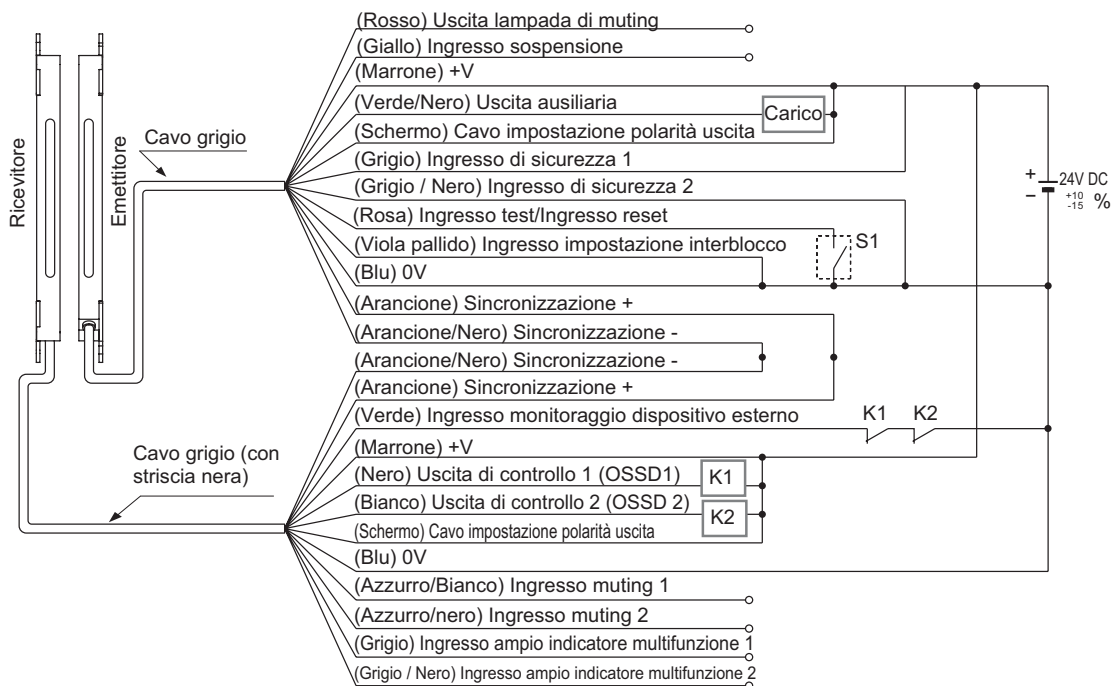 (Rosso) Uscita lampada di muting
(Giallo) Ingresso sospensione
(Marrone) +V
(Verde/Nero) Uscita ausiliaria
Carico
(Schermo) Cavo impostazione polarità uscita
Cavo grigio
(Grigio) Ingresso di sicurezza 1
(Grigio / Nero) Ingresso di sicurezza 2
(Rosa) Ingresso test/Ingresso reset
(Viola pallido) Ingresso impostazione interblocco
S1
(Blu) 0V
Ricevitore
Emettitore
+
−
24V DC
+10
-15 %
(Arancione) Sincronizzazione +
(Arancione/Nero) Sincronizzazione -
(Arancione/Nero) Sincronizzazione -
(Arancione) Sincronizzazione +
(Verde) Ingresso monitoraggio dispositivo esterno
K1
K2
(Marrone) +V
Cavo grigio (con
striscia nera)
(Nero) Uscita di controllo 1 (OSSD1)
K1
(Bianco) Uscita di controllo 2 (OSSD 2)
K2
(Schermo) Cavo impostazione polarità uscita
(Blu) 0V
(Azzurro/Bianco) Ingresso muting 1
(Azzurro/nero) Ingresso muting 2
(Grigio) Ingresso ampio indicatore multifunzione 1
(Grigio / Nero) Ingresso ampio indicatore multifunzione 2